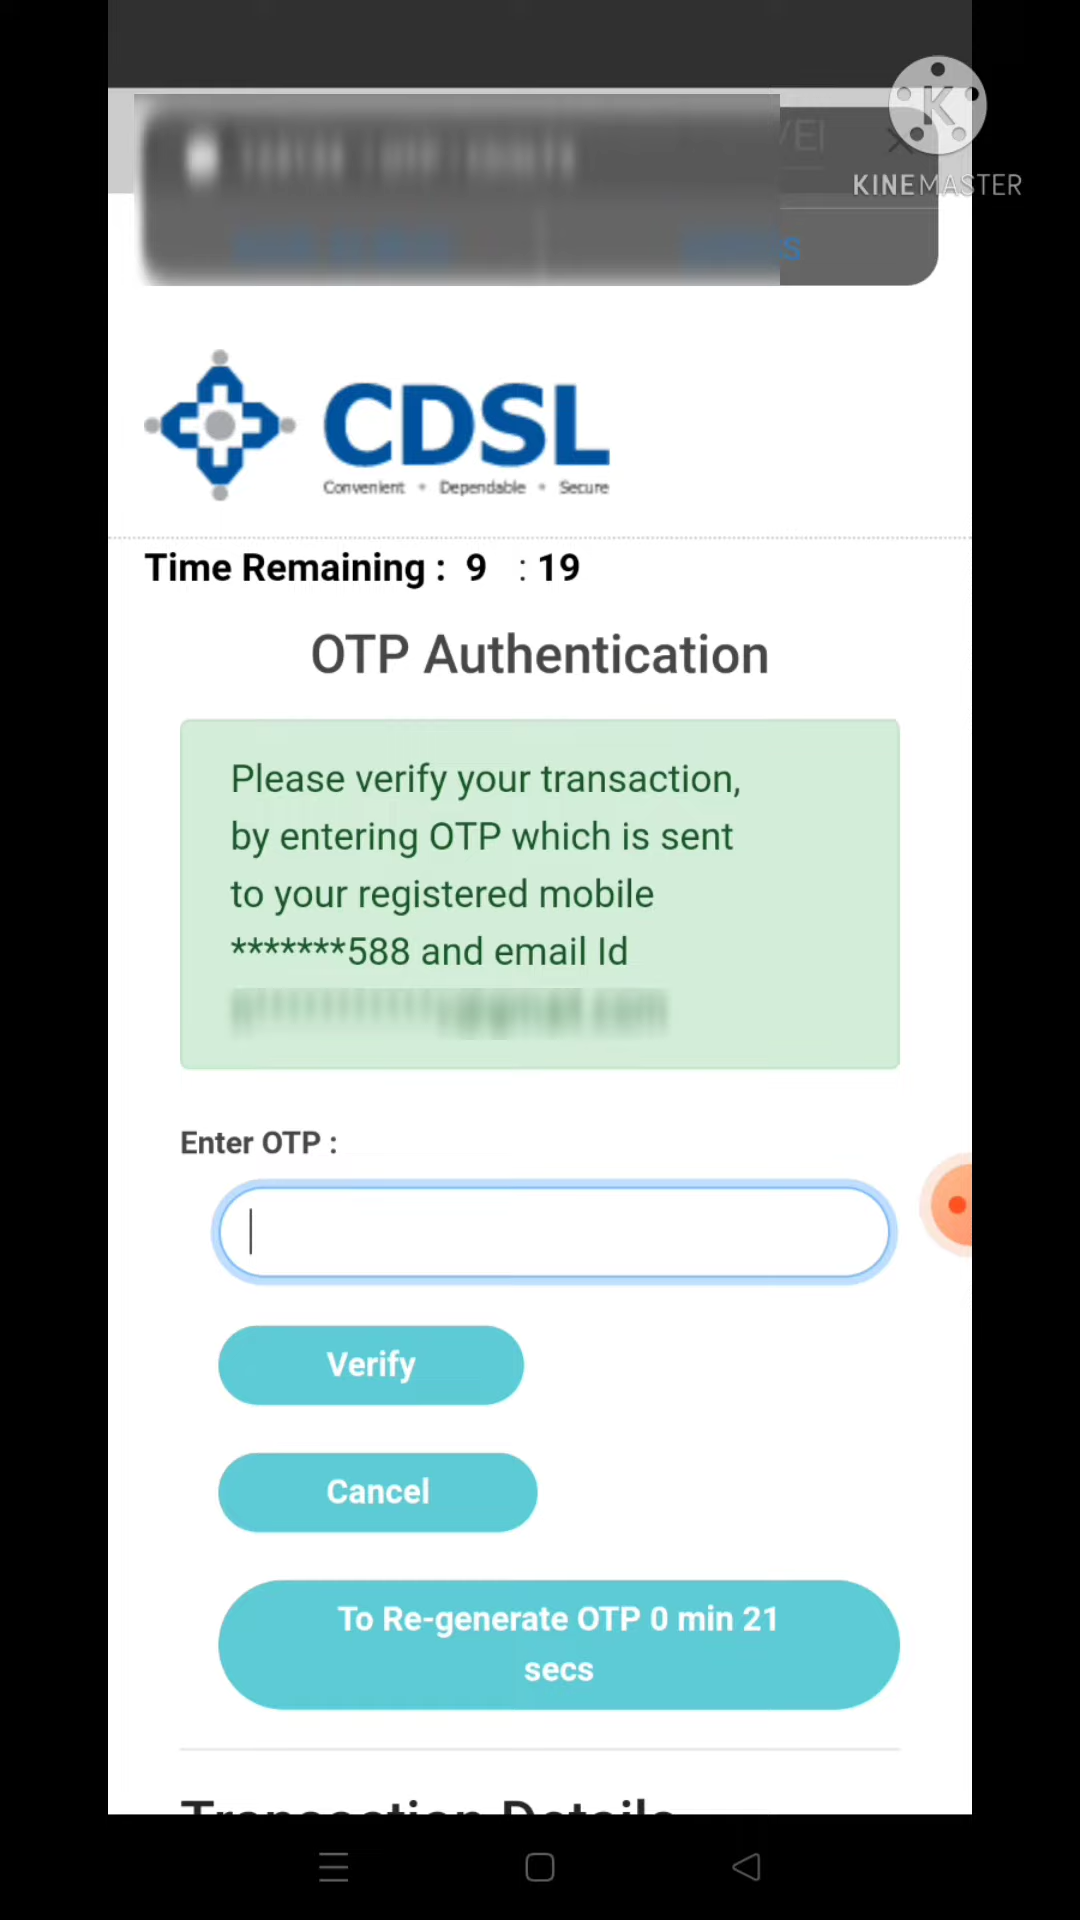 KINEMASTER
CDSL
Convenient • Dependable • Secure
Time Remaining : 9 : 19
OTP Authentication
Please verify your transaction,
by entering OTP which is sent
to your registered mobile
*******588 and email Id
Enter OTP :
Verify
Cancel
To Re-generate OTP 0 min 21
secs
Transaction Details